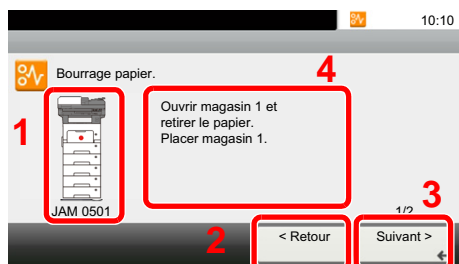 10:10
Bourrage papier.
4
1
Ouvrir magasin 1 et
retirer le papier.
Placer magasin 1.
JAM 0501
1/2
3
2
< Retour
Suivant >